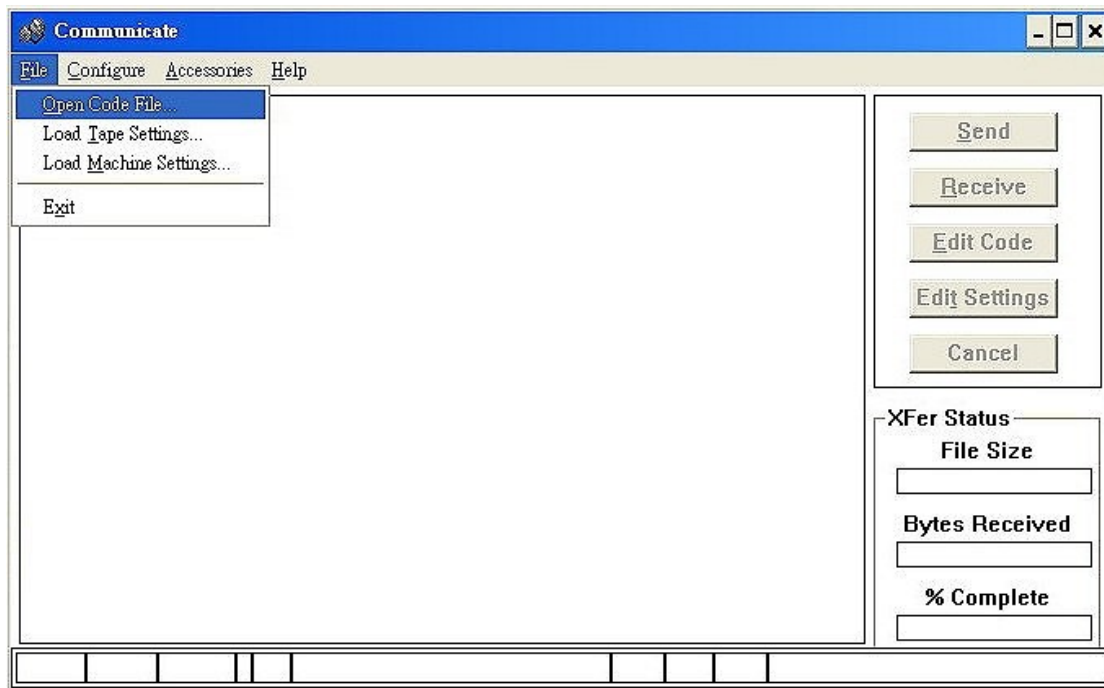 Communicate
File Configure Accessories Help
Open Code File...
Load Tape Settings...
Load Machine Settings...
Exit
Send
Receive
Edit Code
Edit Settings
Cancel
XFer Status
File Size
Bytes Received
% Complete